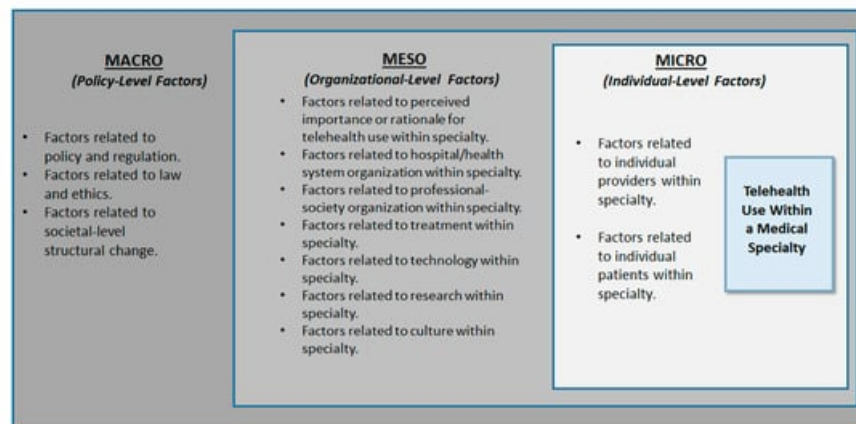 MACRO
(Policy-Level Factors)
• Factors related to
policy and regulation.
• Factors related to law
and ethics.
• Factors related to
societal-level
structural change.
MESO
(Organizational-Level Factors)
• Factors related to perceived
importance or rationale for
telehealth use within specialty.
• Factors related to hospital/health
system organization within specialty.
• Factors related to professional-
society organization within specialty.
• Factors related to treatment within
specialty.
• Factors related to technology within
specialty.
• Factors related to research within
specialty.
• Factors related to culture within
specialty.
MICRO
(Individual-Level Factors)
• Factors related
to individual
providers within
specialty.
• Factors related
to individual
patients within
specialty.
Telehealth
Use Within
a Medical
Specialty